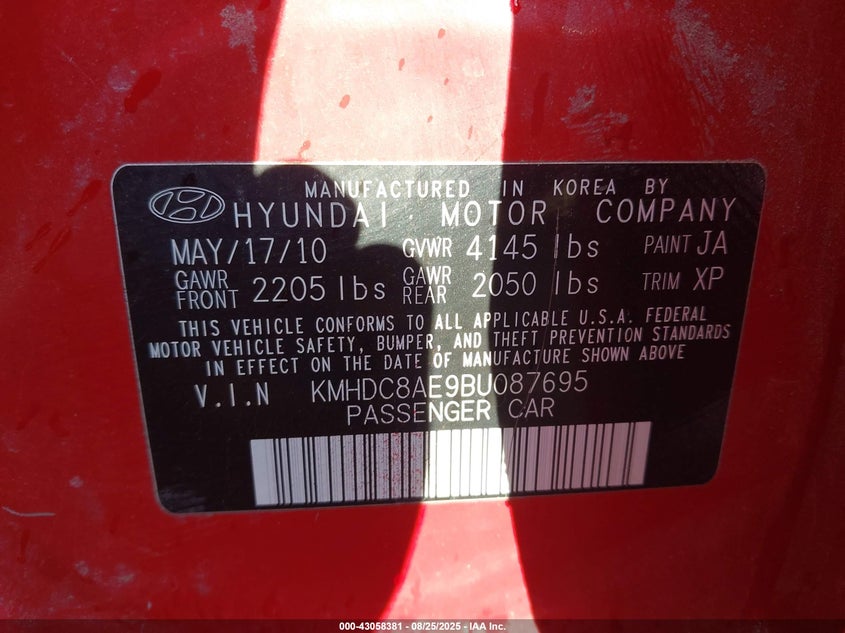 MANUFACTURED IN KOREA BY
HYUNDAI MOTOR COMPANY
MAY/17/10 GVWR 4145 lbs PAINT JA
GAWR FRONT 2205 lbs GAWR REAR 2050 lbs TRIM XP
THIS VEHICLE CONFORMS TO ALL APPLICABLE U.S.A. FEDERAL
MOTOR VEHICLE SAFETY, BUMPER, AND THEFT PREVENTION STANDARDS
IN EFFECT ON THE DATE OF MANUFACTURE SHOWN ABOVE
V.I.N KMHDC8AE9BU087695
PASSENGER CAR
000-43058381 - 08/25/2025 - IAA Inc.